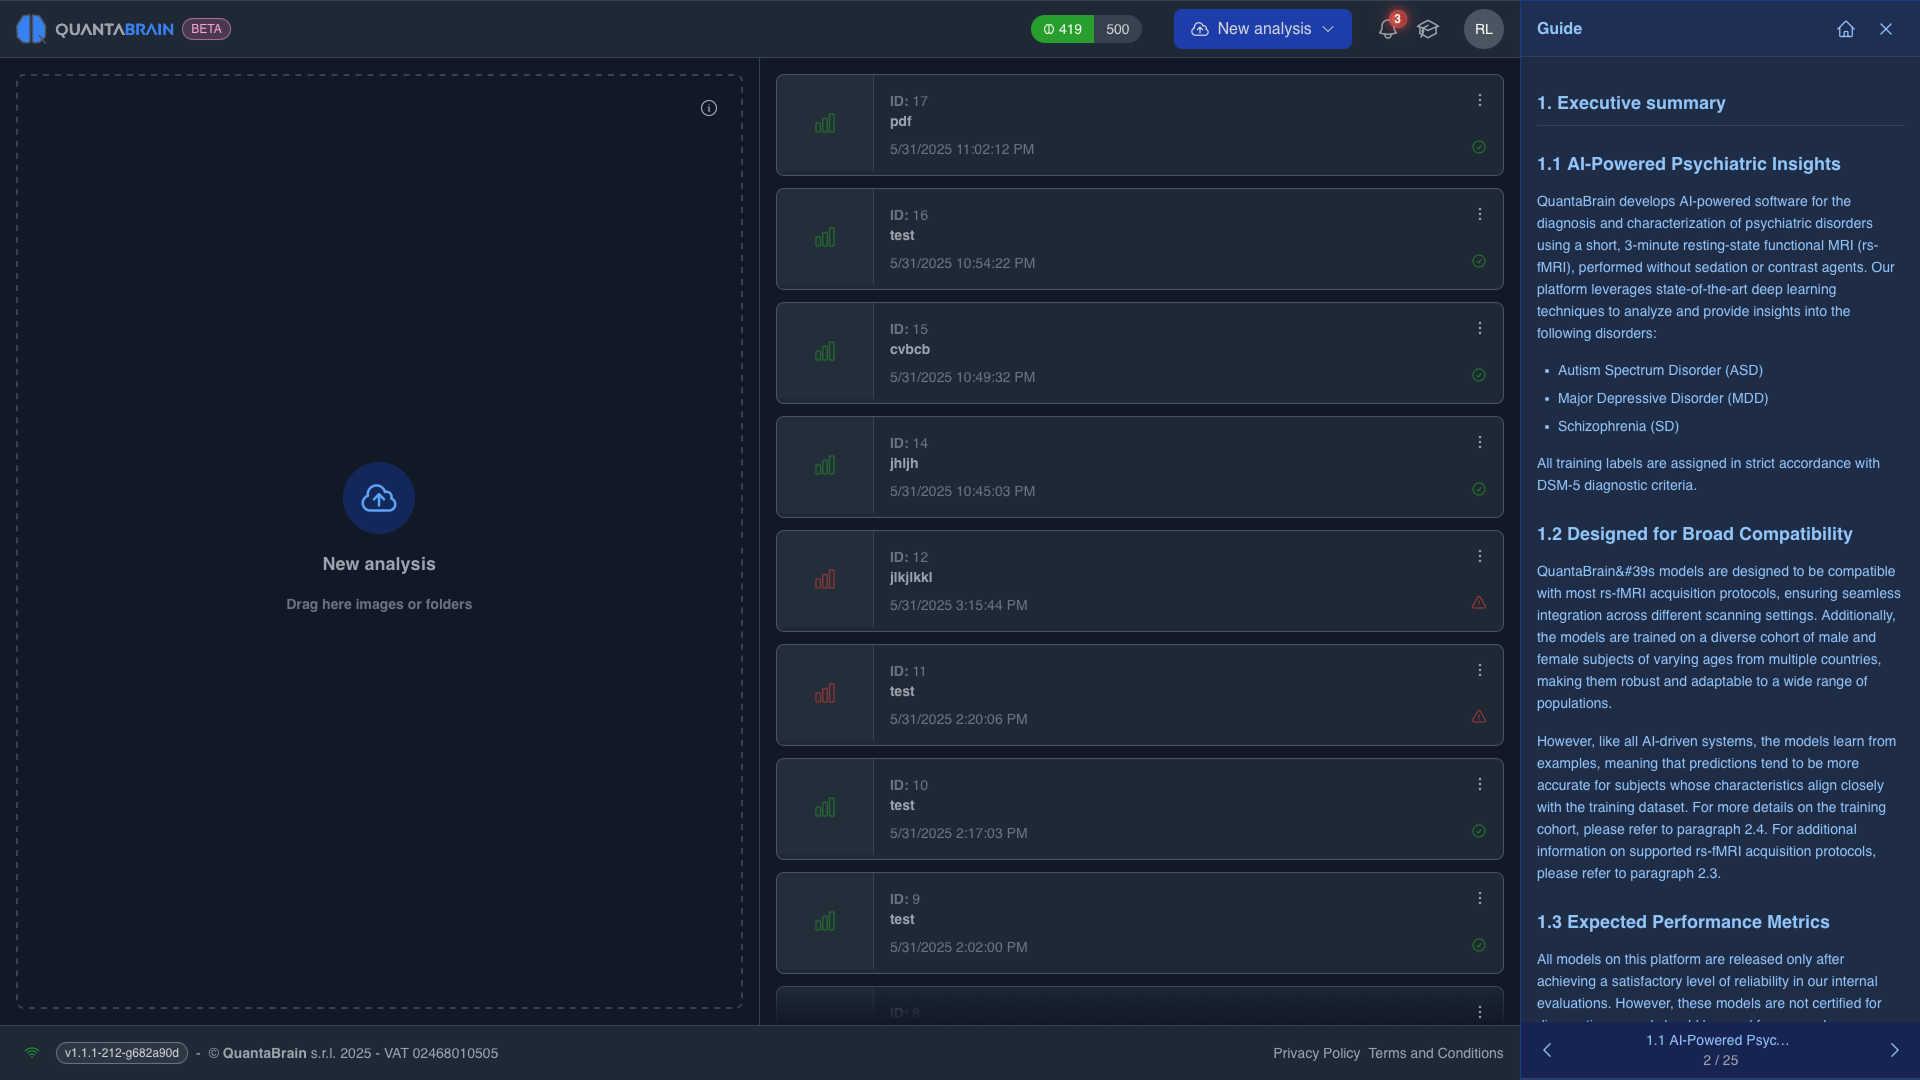 QUANTABRAIN BETA
419 500
New analysis
3
RL
New analysis
Drag here images or folders
ID: 17
pdf
5/31/2025 11:02:12 PM
ID: 16
test
5/31/2025 10:54:22 PM
ID: 15
cvbcb
5/31/2025 10:49:32 PM
ID: 14
jhljh
5/31/2025 10:45:03 PM
ID: 12
jlkjlkkl
5/31/2025 3:15:44 PM
ID: 11
test
5/31/2025 2:20:06 PM
ID: 10
test
5/31/2025 2:17:03 PM
ID: 9
test
5/31/2025 2:02:00 PM
ID: 8
Guide
1. Executive summary
1.1 AI-Powered Psychiatric Insights
QuantaBrain develops AI-powered software for the
diagnosis and characterization of psychiatric disorders
using a short, 3-minute resting-state functional MRI (rs-
fMRI), performed without sedation or contrast agents. Our
platform leverages state-of-the-art deep learning
techniques to analyze and provide insights into the
following disorders:
• Autism Spectrum Disorder (ASD)
• Major Depressive Disorder (MDD)
• Schizophrenia (SD)
All training labels are assigned in strict accordance with
DSM-5 diagnostic criteria.
1.2 Designed for Broad Compatibility
QuantaBrain&#39s models are designed to be compatible
with most rs-fMRI acquisition protocols, ensuring seamless
integration across different scanning settings. Additionally,
the models are trained on a diverse cohort of male and
female subjects of varying ages from multiple countries,
making them robust and adaptable to a wide range of
populations.
However, like all AI-driven systems, the models learn from
examples, meaning that predictions tend to be more
accurate for subjects whose characteristics align closely
with the training dataset. For more details on the training
cohort, please refer to paragraph 2.4. For additional
information on supported rs-fMRI acquisition protocols,
please refer to paragraph 2.3.
1.3 Expected Performance Metrics
All models on this platform are released only after
achieving a satisfactory level of reliability in our internal
evaluations. However, these models are not certified for
1.1 AI-Powered Psyc...
2 / 25
v1.1.1-212-g682a90d - © QuantaBrain s.r.l. 2025 - VAT 02468010505
Privacy Policy Terms and Conditions